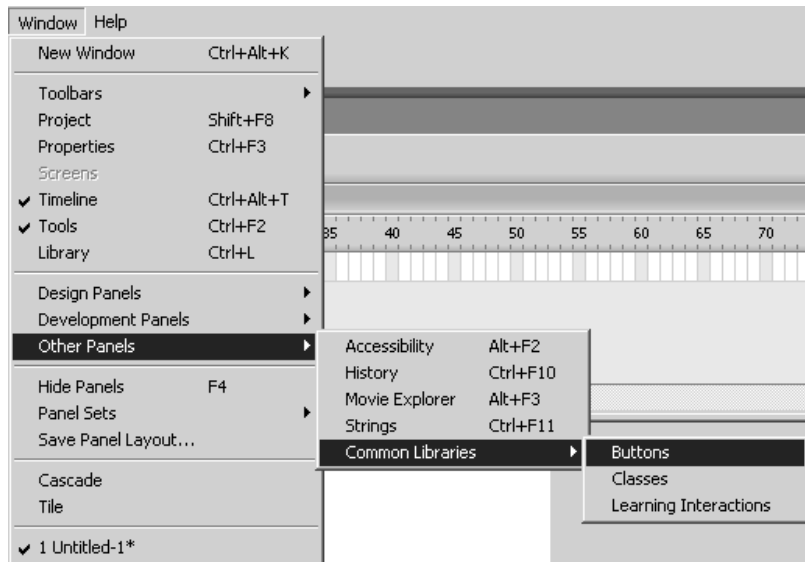 Window Help
New Window Ctrl+Alt+K
Toolbars
Project Shift+F8
Properties Ctrl+F3
Screens
Timeline Ctrl+Alt+T
Tools Ctrl+F2
Library Ctrl+L
35 40 45 50 55 60 65 70
Design Panels
Development Panels
Other Panels
Accessibility Alt+F2
History Ctrl+F10
Movie Explorer Alt+F3
Strings Ctrl+F11
Common Libraries
Buttons
Classes
Learning Interactions
Hide Panels F4
Panel Sets
Save Panel Layout...
Cascade
Tile
1 Untitled-1*